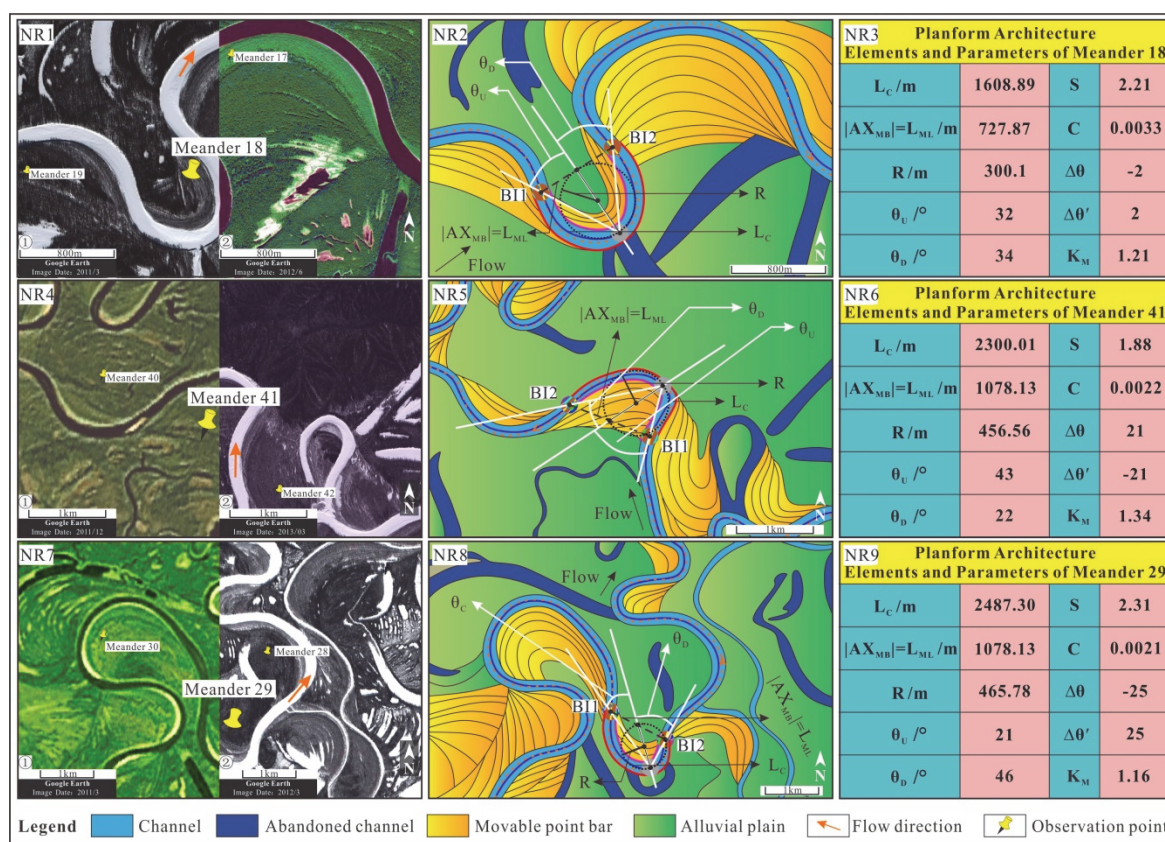 NR1
Meander 17
Meander 18
Meander 19
①
800m
Google Earth
Image Date: 2011/3
②
800m
Google Earth
Image Date: 2012/6
N
NR2
θD
θU
BI2
BI1
R
LC
|AXMB|=LML
Flow
N
800m
NR3
Planform Architecture
Elements and Parameters of Meander 18
LC/m 1608.89 S 2.21
|AXMB|=LML/m 727.87 C 0.0033
R/m 300.1 Δθ -2
θU/° 32 Δθ′ 2
θD/° 34 KM 1.21
NR4
Meander 40
Meander 41
Meander 42
①
1km
Google Earth
Image Date: 2011/12
②
1km
Google Earth
Image Date: 2013/03
N
NR5
|AXMB|=LML
θD
θU
BI2
R
LC
BI1
Flow
N
1km
NR6
Planform Architecture
Elements and Parameters of Meander 41
LC/m 2300.01 S 1.88
|AXMB|=LML/m 1078.13 C 0.0022
R/m 456.56 Δθ 21
θU/° 43 Δθ′ -21
θD/° 22 KM 1.34
NR7
Meander 30
Meander 28
Meander 29
①
1km
Google Earth
Image Date: 2011/3
②
1km
Google Earth
Image Date: 2012/3
N
NR8
Flow
θC
θD
BI1
BI2
|AXMB|=LML
LC
R
N
1km
NR9
Planform Architecture
Elements and Parameters of Meander 29
LC/m 2487.30 S 2.31
|AXMB|=LML/m 1078.13 C 0.0021
R/m 465.78 Δθ -25
θU/° 21 Δθ′ 25
θD/° 46 KM 1.16
Legend Channel Abandoned channel Movable point bar Alluvial plain Flow direction Observation point